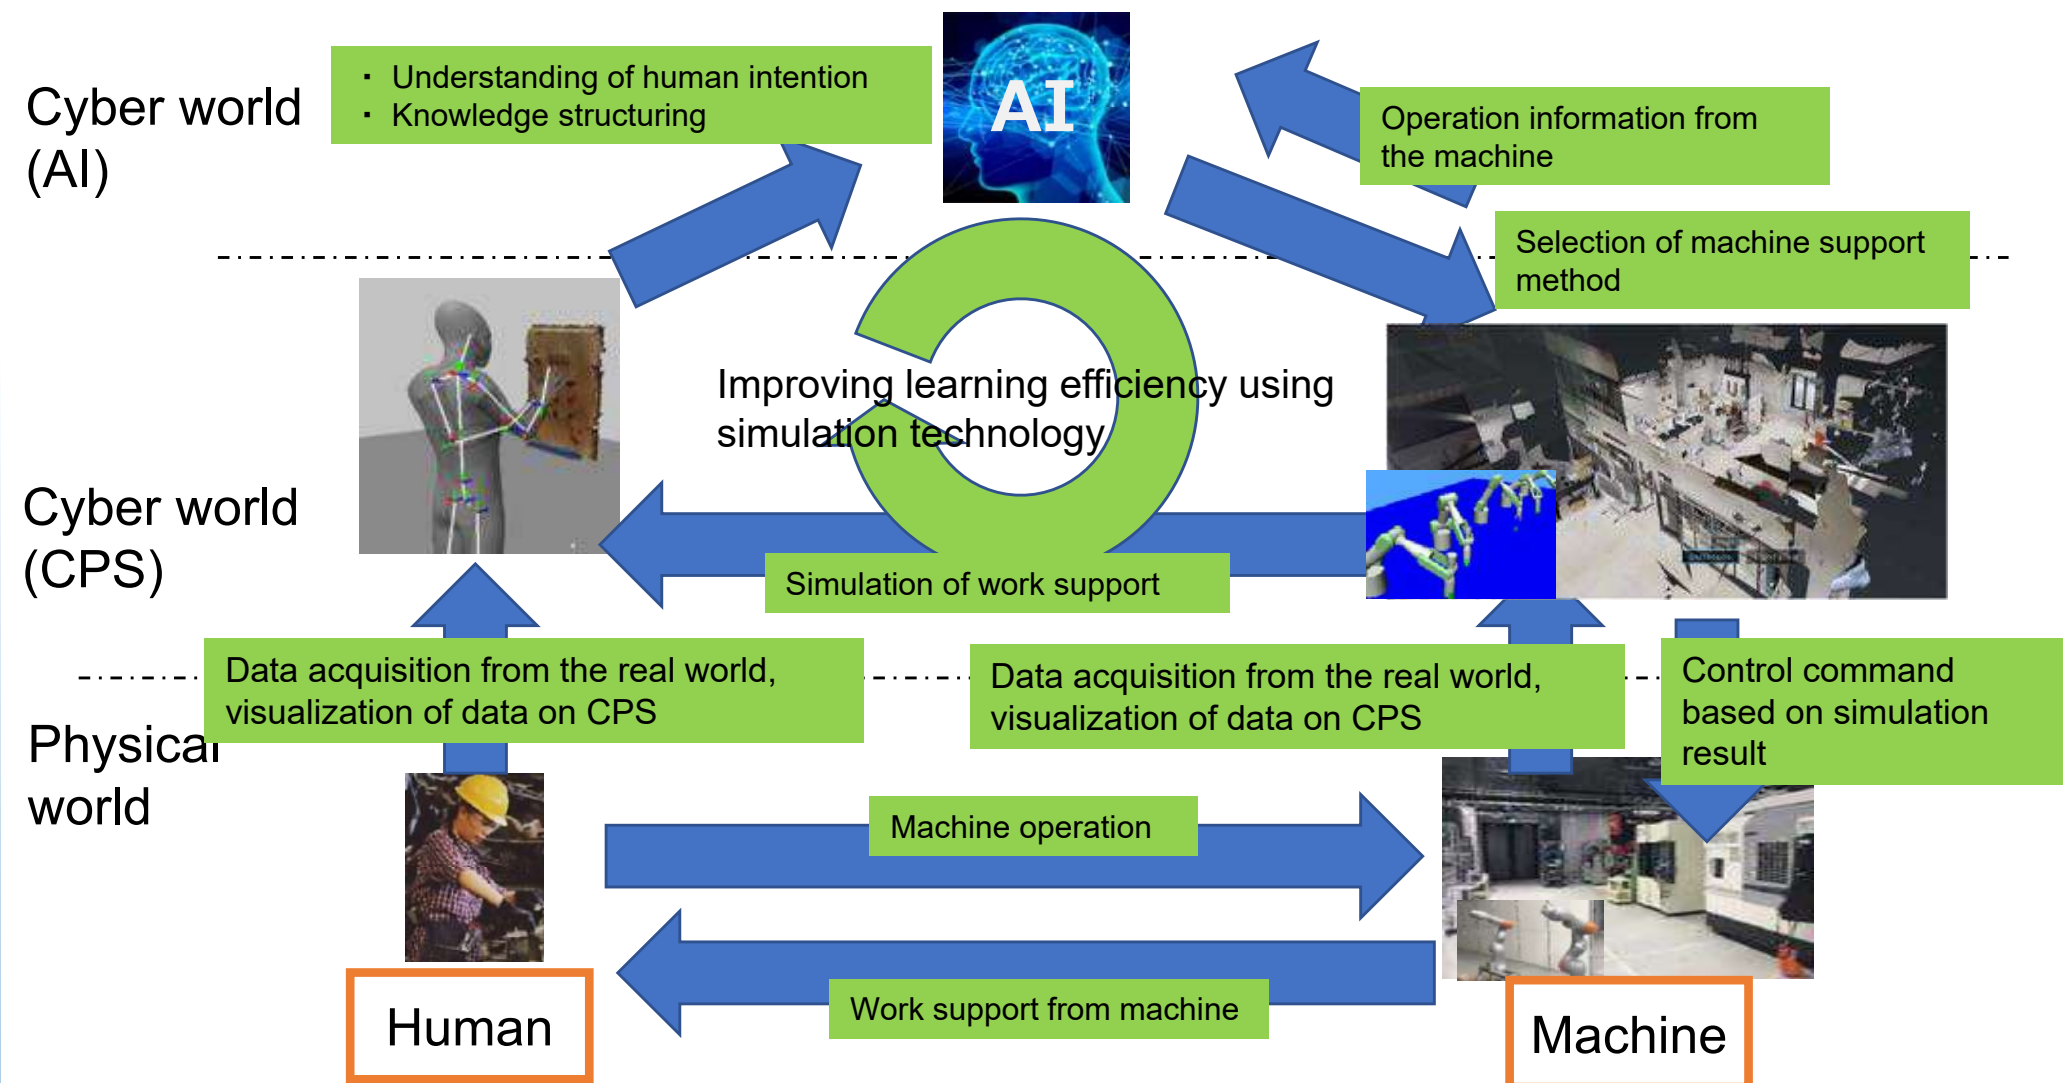 Cyber world
(AI)
・ Understanding of human intention
・ Knowledge structuring
AI
Operation information from
the machine
Selection of machine support
method
Improving learning efficiency using
simulation technology
Cyber world
(CPS)
Simulation of work support
Data acquisition from the real world,
visualization of data on CPS
Data acquisition from the real world,
visualization of data on CPS
Control command
based on simulation
result
Physical
world
Machine operation
Work support from machine
Human
Machine